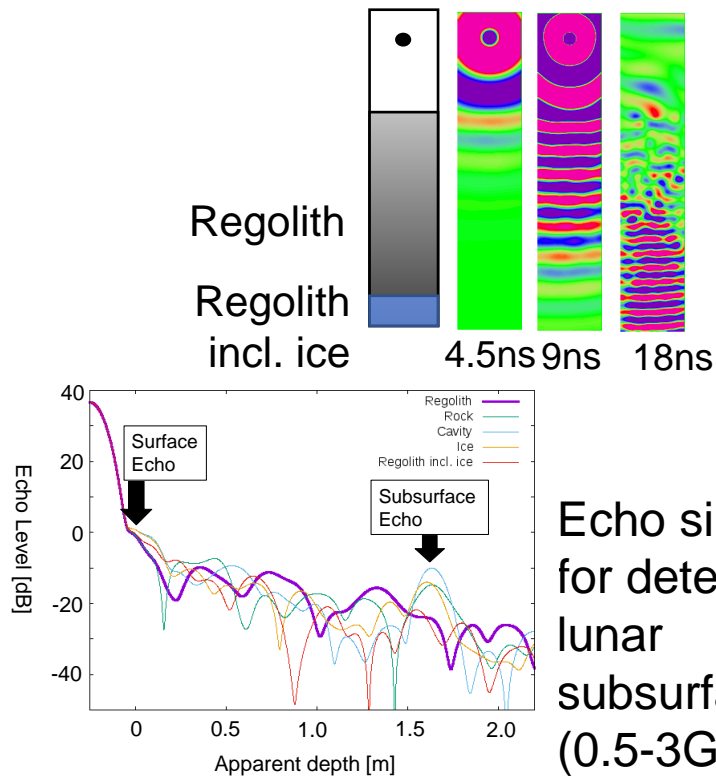 Regolith
Regolith
incl. ice
4.5ns 9ns 18ns
40
20
0
-20
-40
Echo Level [dB]
Surface
Echo
Subsurface
Echo
Regolith
Rock
Cavity
Ice
Regolith incl. ice
0 0.5 1.0 1.5 2.0
Apparent depth [m]
Echo si
for dete
lunar
subsurfa
(0.5-3G